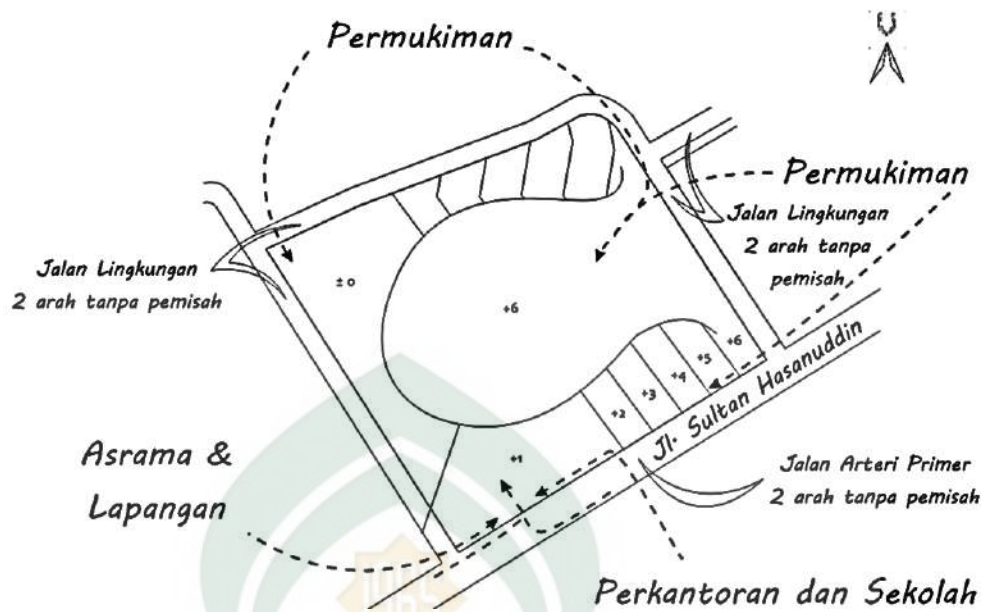 Permukiman
U
Permukiman
Jalan Lingkungan
2 arah tanpa
pemisah
Jalan Lingkungan
2 arah tanpa pemisah
± 0
+6
+6
+5
+4
+3
+2
+1
Jl. Sultan Hasanuddin
Asrama &
Lapangan
Jalan Arteri Primer
2 arah tanpa pemisah
Perkantoran dan Sekolah